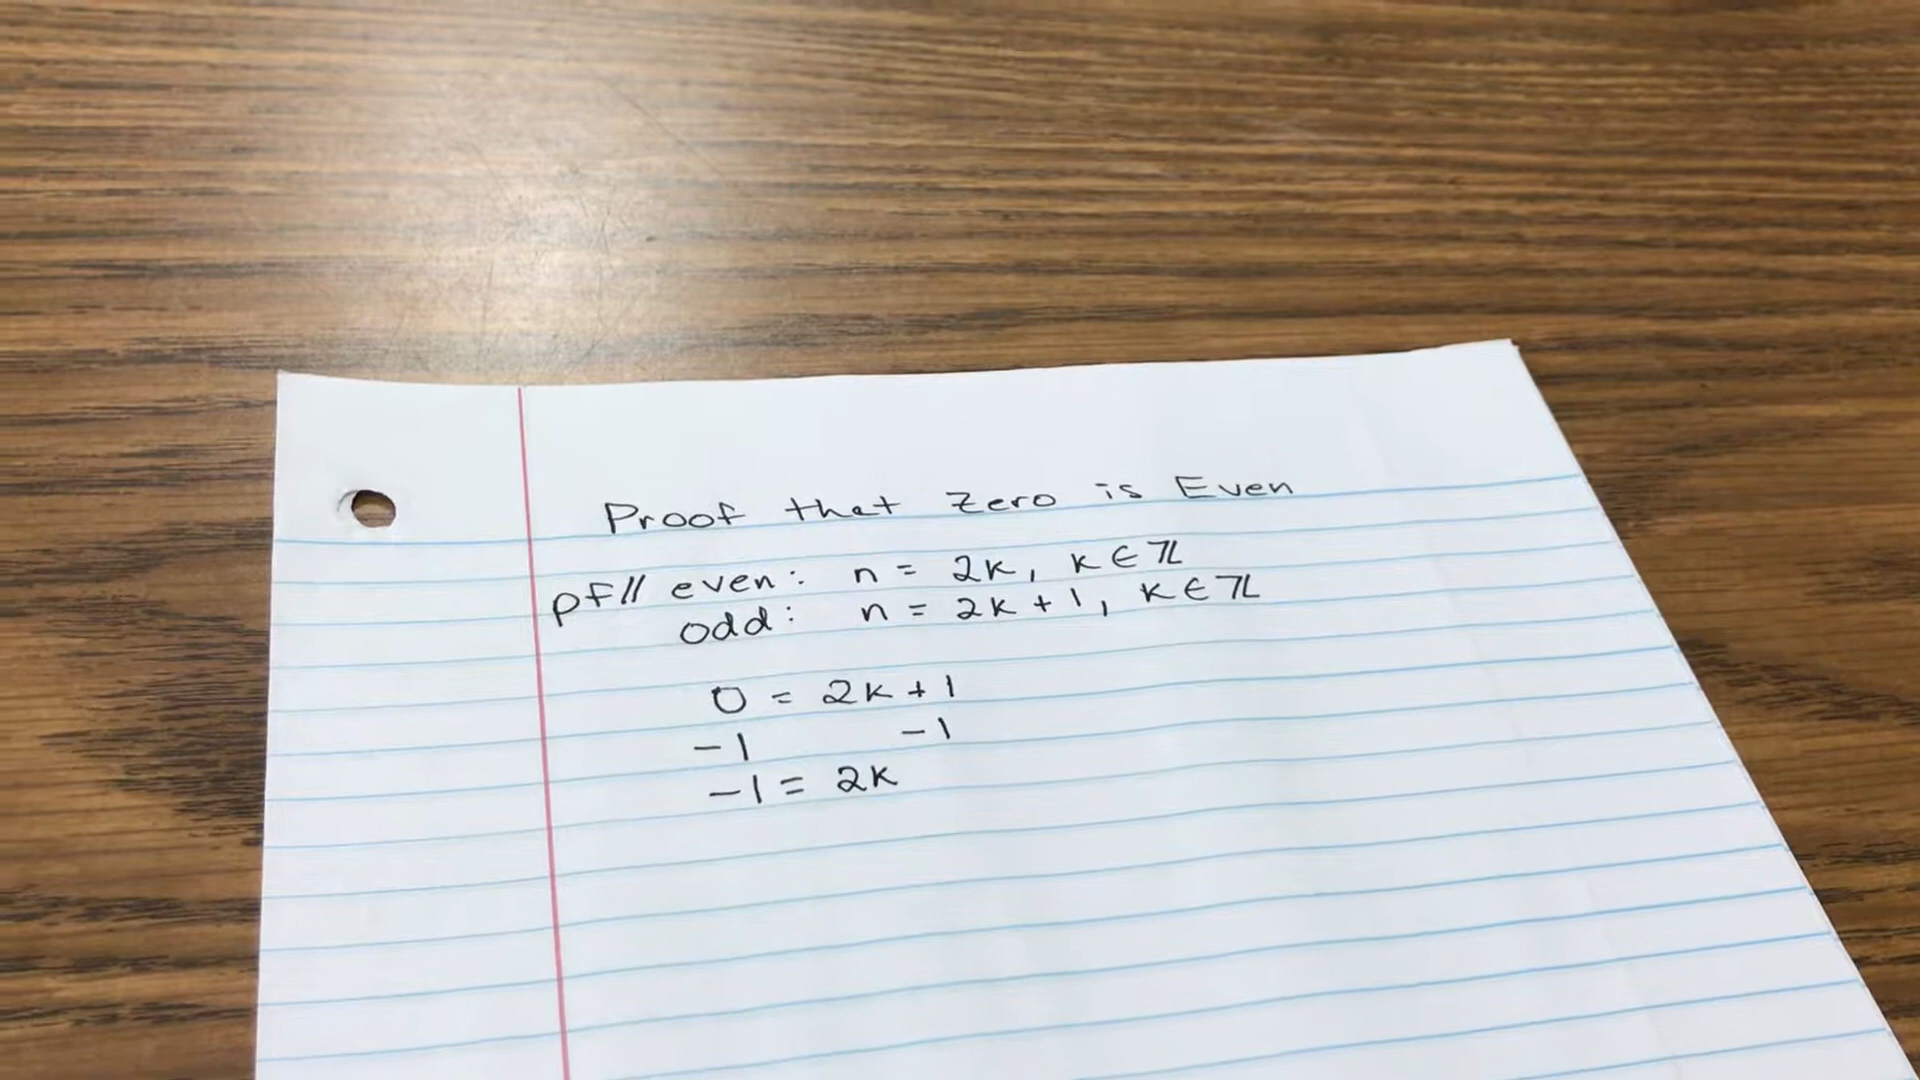 Proof that Zero is Even
pf// even: n = 2k, k ∈ ℤ
odd: n = 2k + 1, k ∈ ℤ
0 = 2k + 1
-1 -1
-1 = 2k